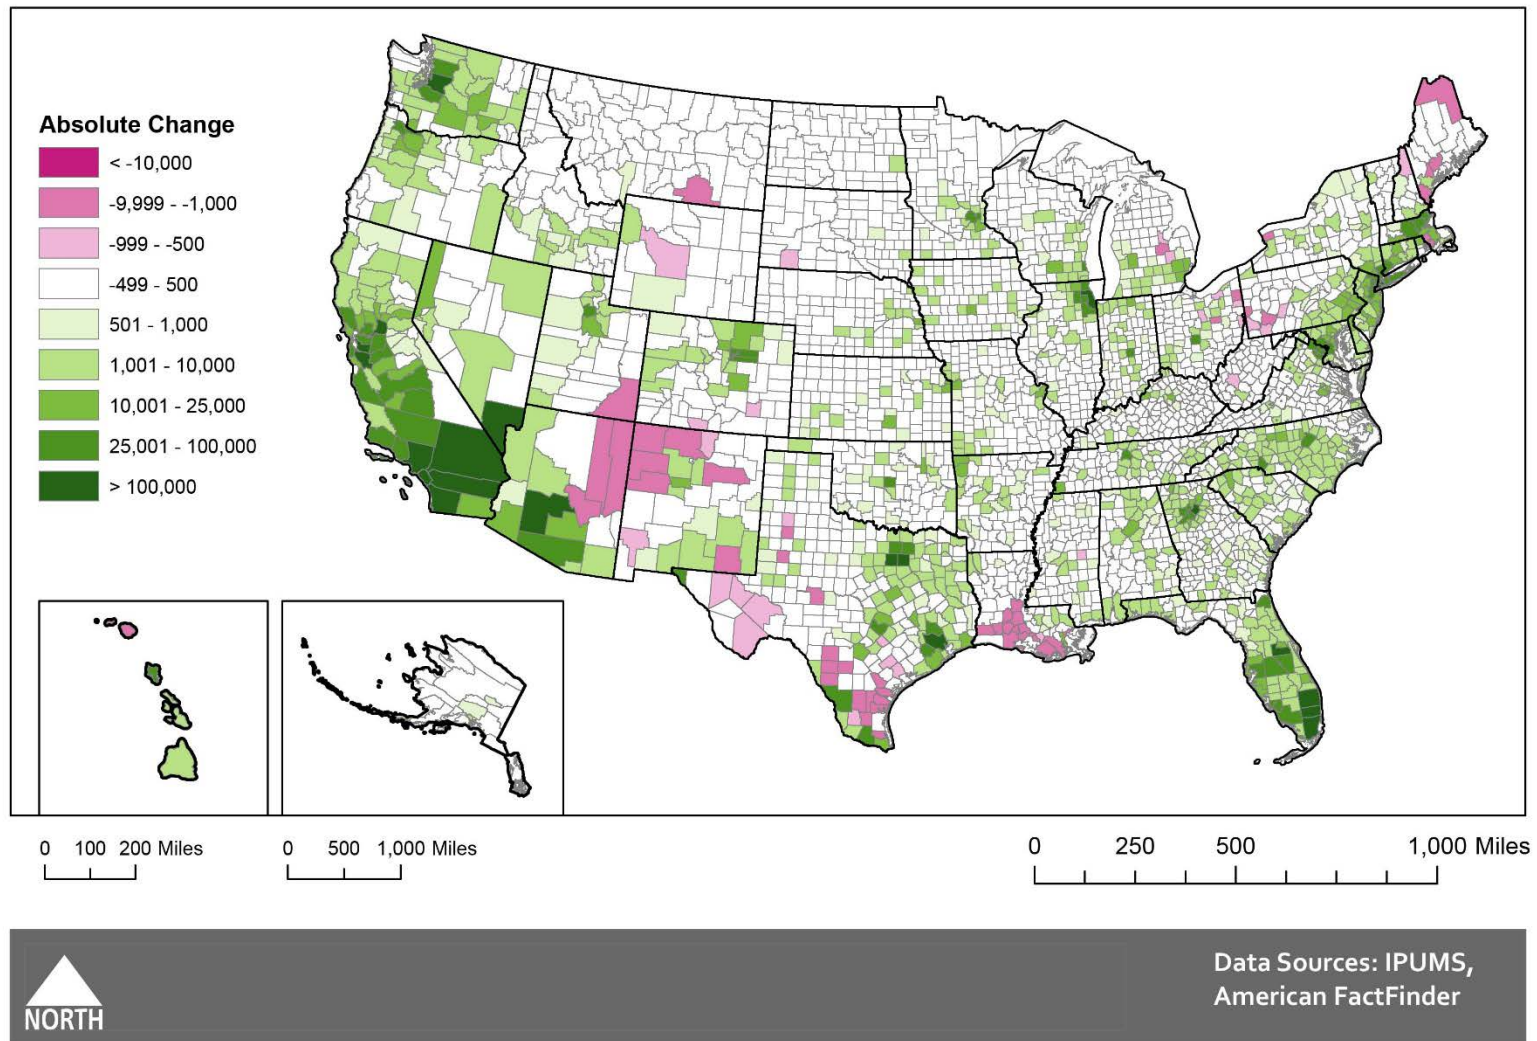 Absolute Change
< -10,000
-9,999 - -1,000
-999 - -500
-499 - 500
501 - 1,000
1,001 - 10,000
10,001 - 25,000
25,001 - 100,000
> 100,000
0 100 200 Miles
0 500 1,000 Miles
0 250 500 1,000 Miles
NORTH
Data Sources: IPUMS,
American FactFinder